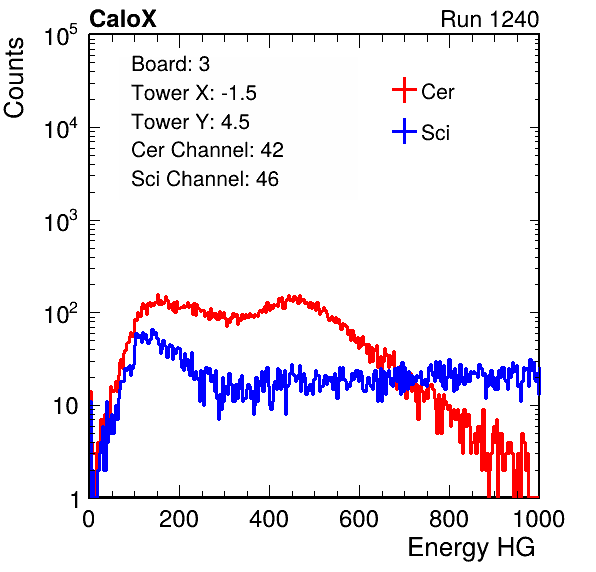 CaloX Run 1240
Counts
10^5
10^4
10^3
10^2
10
1
Board: 3
Tower X: -1.5
Tower Y: 4.5
Cer Channel: 42
Sci Channel: 46
Cer
Sci
0 200 400 600 800 1000
Energy HG